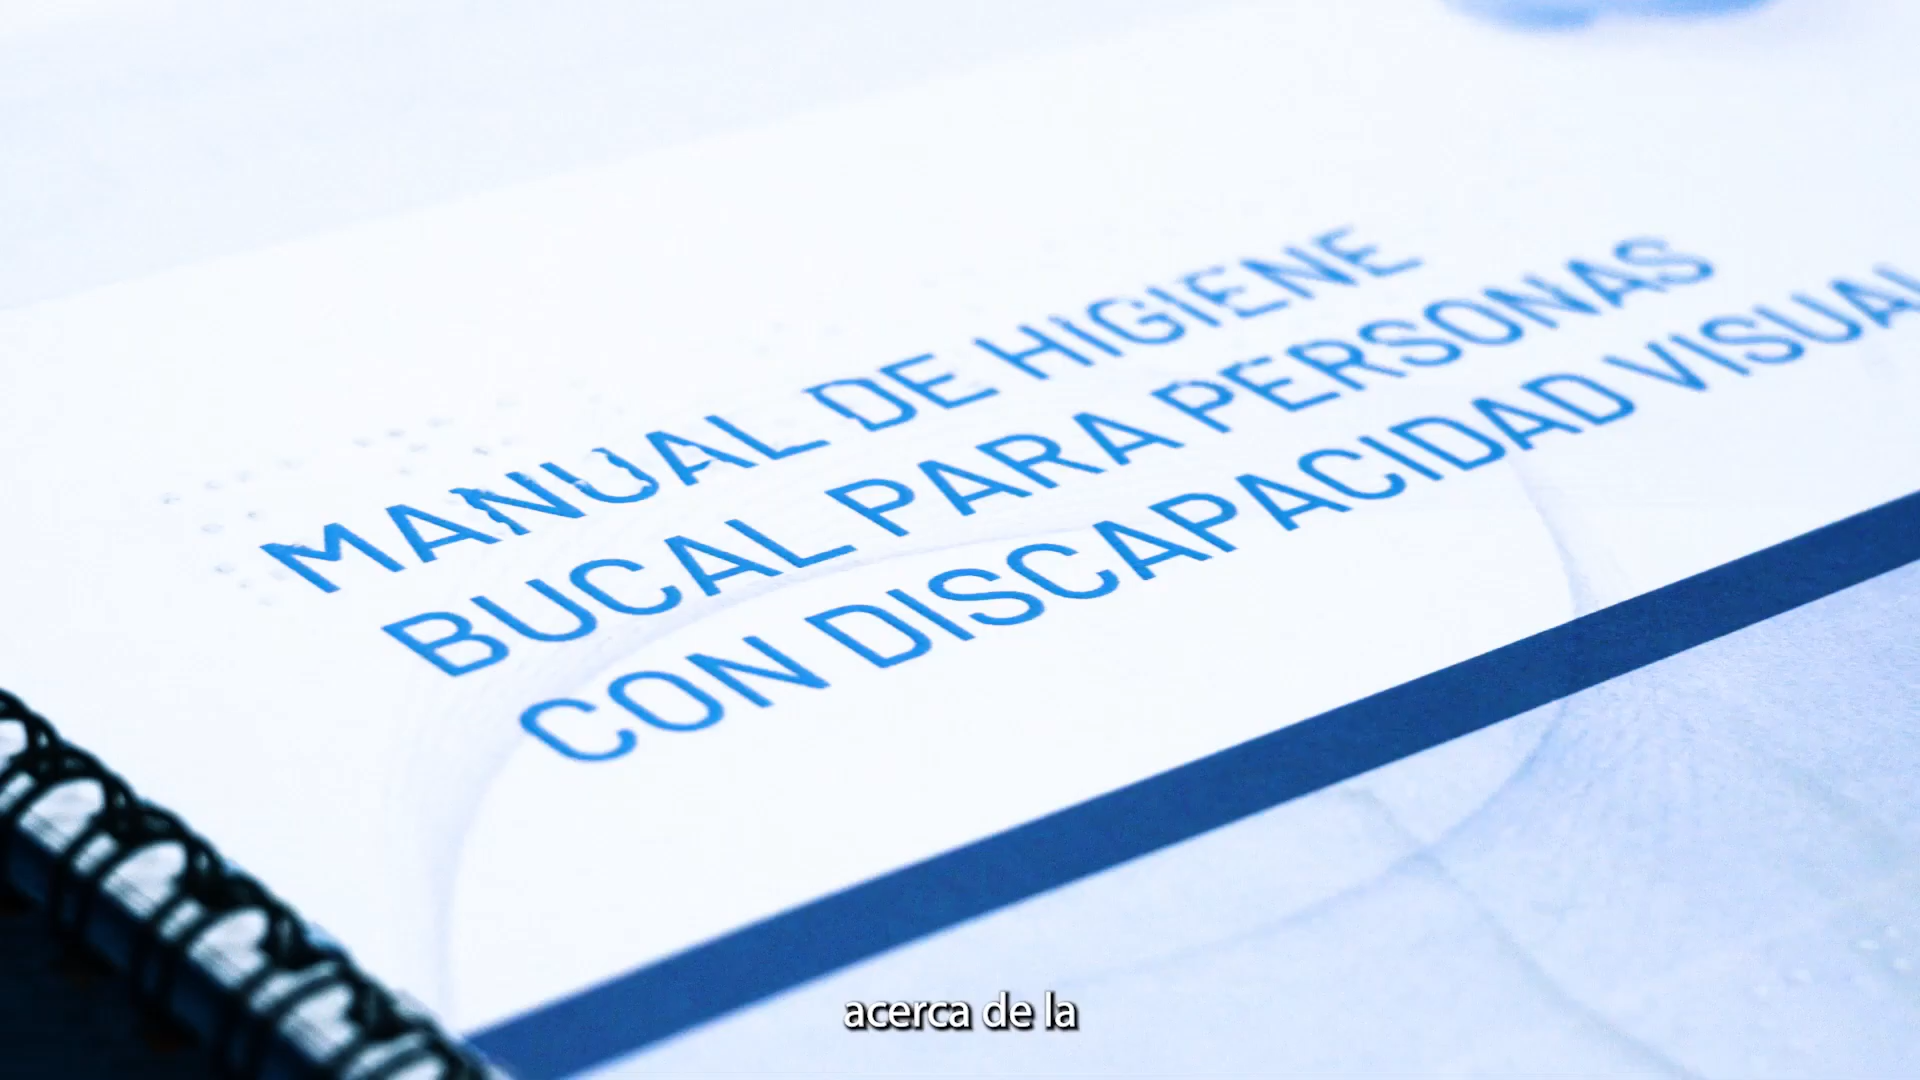 MANUAL DE HIGIENE
BUCAL PARA PERSONAS
CON DISCAPACIDAD VISUAL
acerca de la